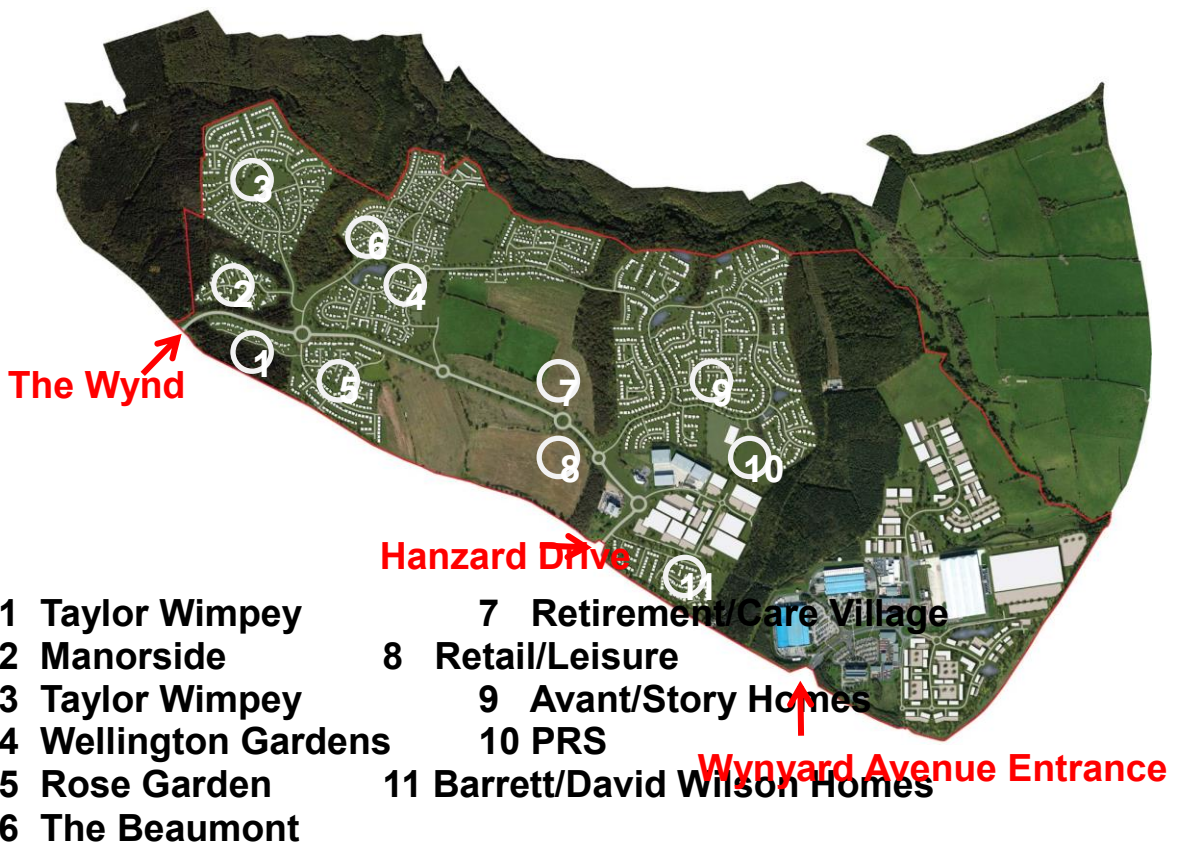 3
6
2
4
1
The Wynd
5
7
9
8
10
Hanzard Drive
11
1 Taylor Wimpey 7 Retirement/Care Village
2 Manorside 8 Retail/Leisure
3 Taylor Wimpey 9 Avant/Story Homes
4 Wellington Gardens 10 PRS
Wynyard Avenue Entrance
5 Rose Garden 11 Barrett/David Wilson Homes
6 The Beaumont